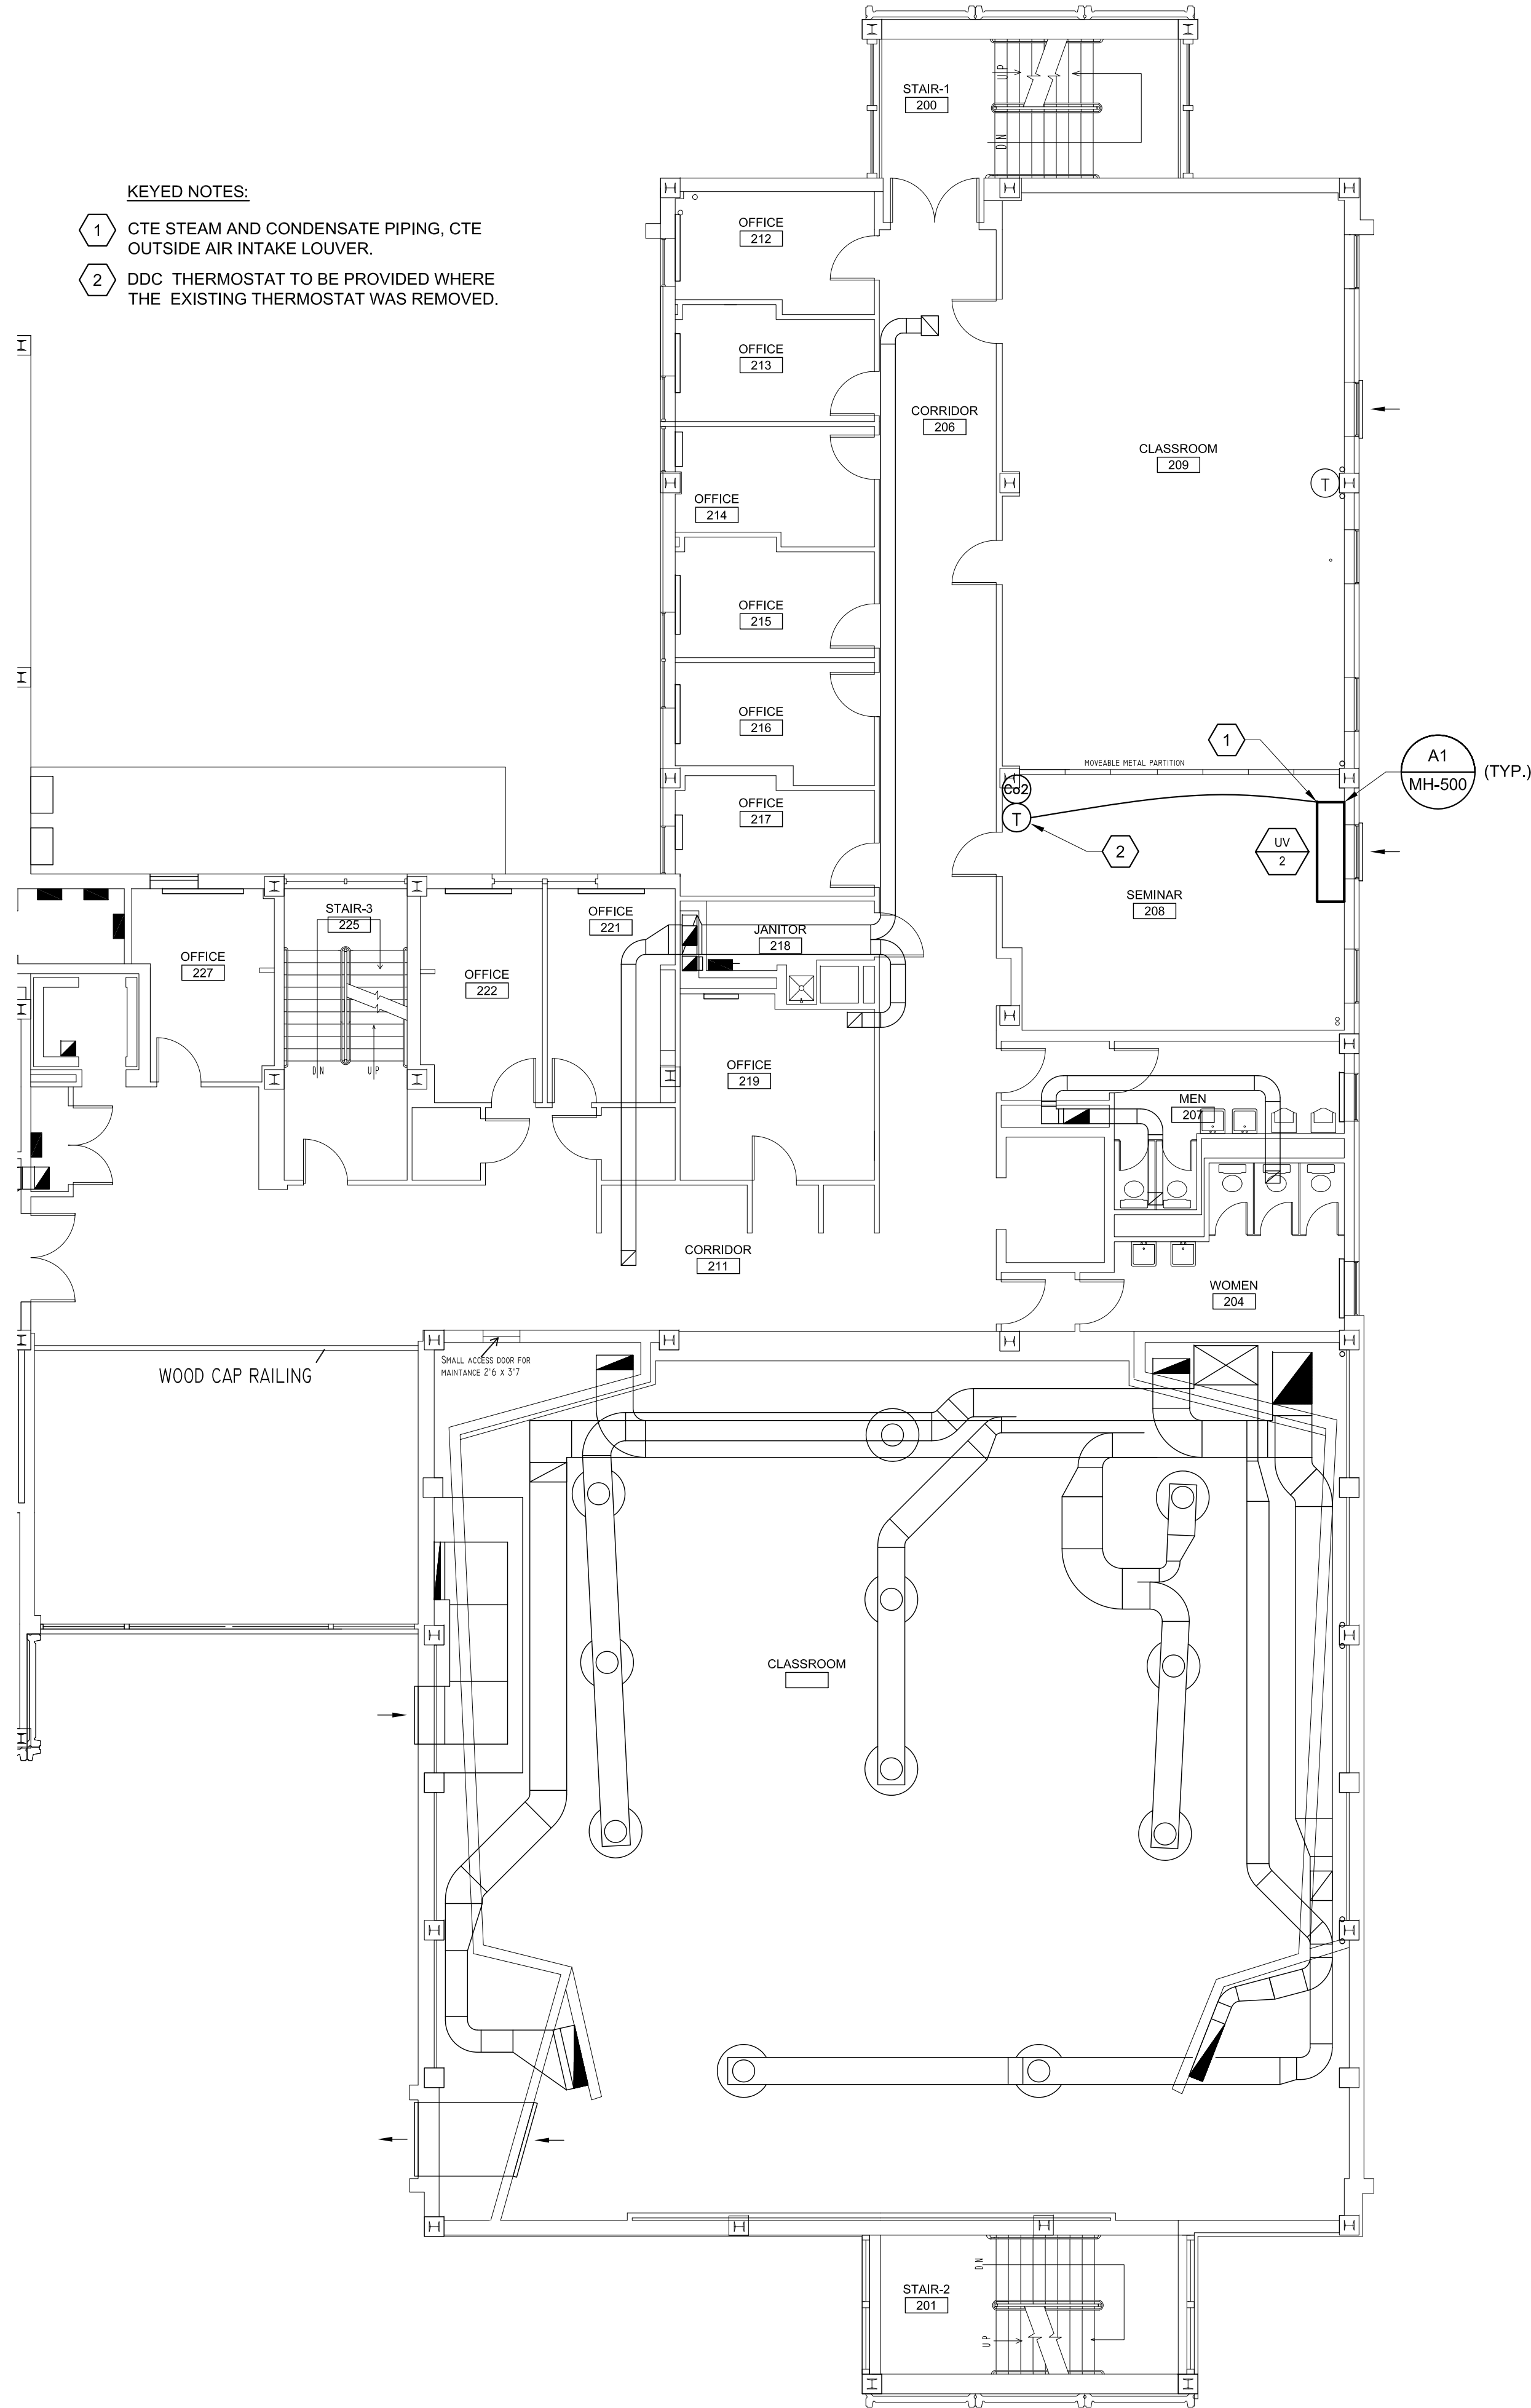 STAIR-1
200
UP
DN
KEYED NOTES:
1
CTE STEAM AND CONDENSATE PIPING, CTE
OUTSIDE AIR INTAKE LOUVER.
2
DDC THERMOSTAT TO BE PROVIDED WHERE
THE EXISTING THERMOSTAT WAS REMOVED.
OFFICE
212
OFFICE
213
CORRIDOR
206
CLASSROOM
209
T
OFFICE
214
OFFICE
215
OFFICE
216
1
A1
MH-500
(TYP.)
MOVEABLE METAL PARTITION
Co2
T
2
UV
2
OFFICE
217
SEMINAR
208
STAIR-3
225
OFFICE
221
JANITOR
218
OFFICE
227
OFFICE
222
DN
UP
OFFICE
219
MEN
207
CORRIDOR
211
WOMEN
204
WOOD CAP RAILING
SMALL ACCESS DOOR FOR
MAINTANCE 2'6 X 3'7
CLASSROOM
DN
STAIR-2
201
UP